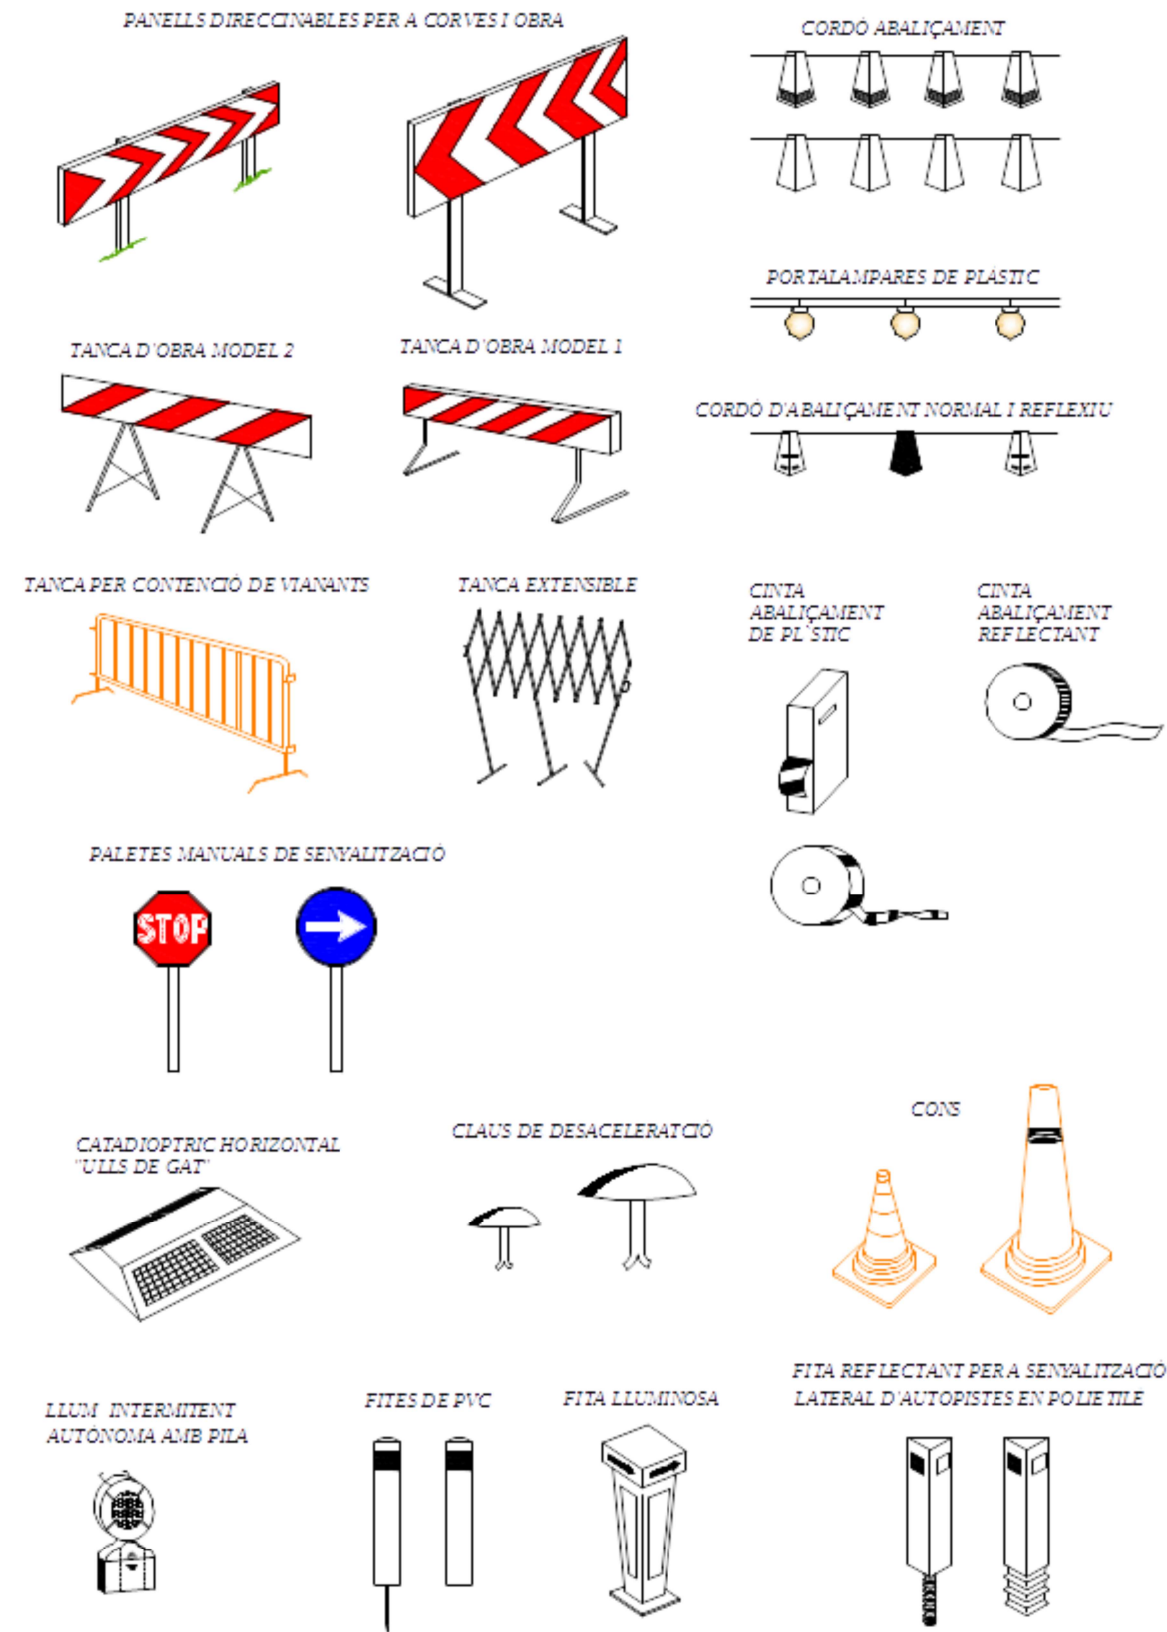 PANELLS DIRECCINABLES PER A CORVES I OBRA
CORDÓ ABALIÇAMENT
PORTALAMPARES DE PLASTIC
TANCA D'OBRA MODEL 2
TANCA D'OBRA MODEL 1
CORDÓ D'ABALIÇAMENT NORMAL I REFLEXIU
TANCA PER CONTENCIÓ DE VIANANTS
TANCA EXTENSIBLE
CINTA
ABALIÇAMENT
DE PL`STIC
CINTA
ABALIÇAMENT
REFLECTANT
PALETES MANUALS DE SENYALITZACIÓ
STOP
CONS
CATADIOPTRIC HORIZONTAL
"ULLS DE GAT"
CLAUS DE DESACELERATCIÓ
LLUM INTERMITENT
AUTÒNOMA AMB PILA
FITES DE PVC
FITA LLUMINOSA
FITA REFLECTANT PER A SENYALITZACIÓ
LATERAL D'AUTOPISTES EN POLIETILE